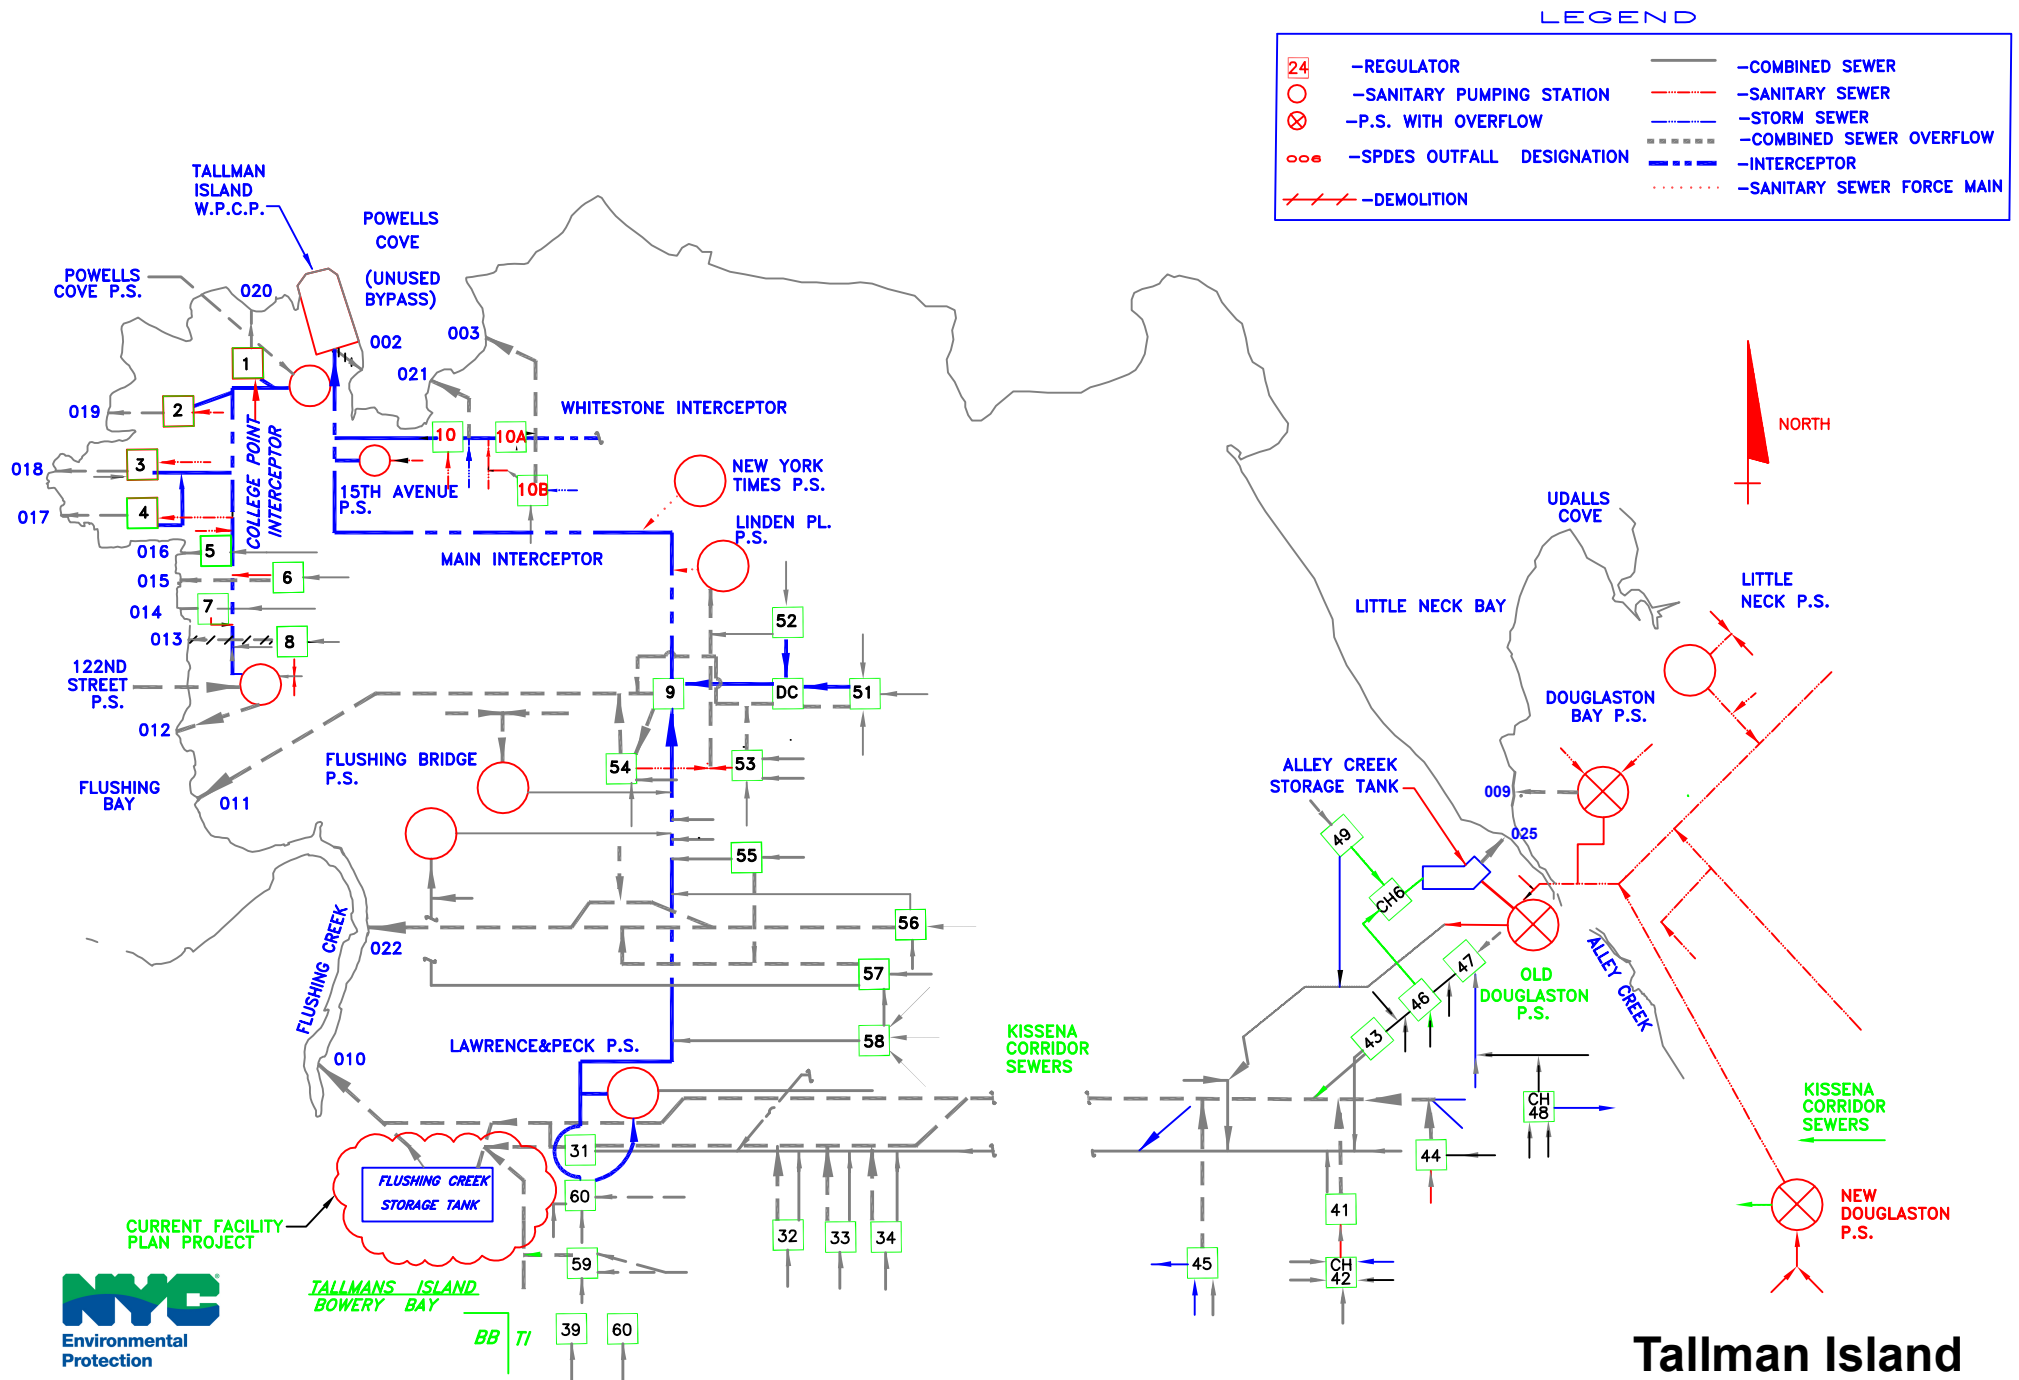 LEGEND
24 -REGULATOR
-SANITARY PUMPING STATION
-P.S. WITH OVERFLOW
006 -SPDES OUTFALL DESIGNATION
-DEMOLITION
-COMBINED SEWER
-SANITARY SEWER
-STORM SEWER
-COMBINED SEWER OVERFLOW
-INTERCEPTOR
-SANITARY SEWER FORCE MAIN
TALLMAN
ISLAND
W.P.C.P.
POWELLS
COVE
(UNUSED
BYPASS)
POWELLS
COVE P.S.
020
002
003
021
1
2
019
3
018
4
017
COLLEGE POINT
INTERCEPTOR
10
10A
10B
WHITESTONE INTERCEPTOR
15TH AVENUE
P.S.
MAIN INTERCEPTOR
NEW YORK
TIMES P.S.
LINDEN PL.
P.S.
NORTH
UDALLS
COVE
LITTLE
NECK P.S.
LITTLE NECK BAY
016
5
015
6
014
7
013
8
122ND
STREET
P.S.
012
52
9
DC
51
FLUSHING BRIDGE
P.S.
54
53
FLUSHING
BAY
011
55
DOUGLASTON
BAY P.S.
ALLEY CREEK
STORAGE TANK
009
025
49
CH6
56
022
57
58
FLUSHING CREEK
47
46
43
OLD
DOUGLASTON
P.S.
ALLEY CREEK
010
LAWRENCE&PECK P.S.
KISSENA
CORRIDOR
SEWERS
CH
48
KISSENA
CORRIDOR
SEWERS
31
44
FLUSHING CREEK
STORAGE TANK
60
41
NEW
DOUGLASTON
P.S.
CURRENT FACILITY
PLAN PROJECT
32
33
34
59
45
CH
42
TALLMANS ISLAND
BOWERY BAY
BB TI
39
60
NYC
Environmental
Protection
Tallman Island